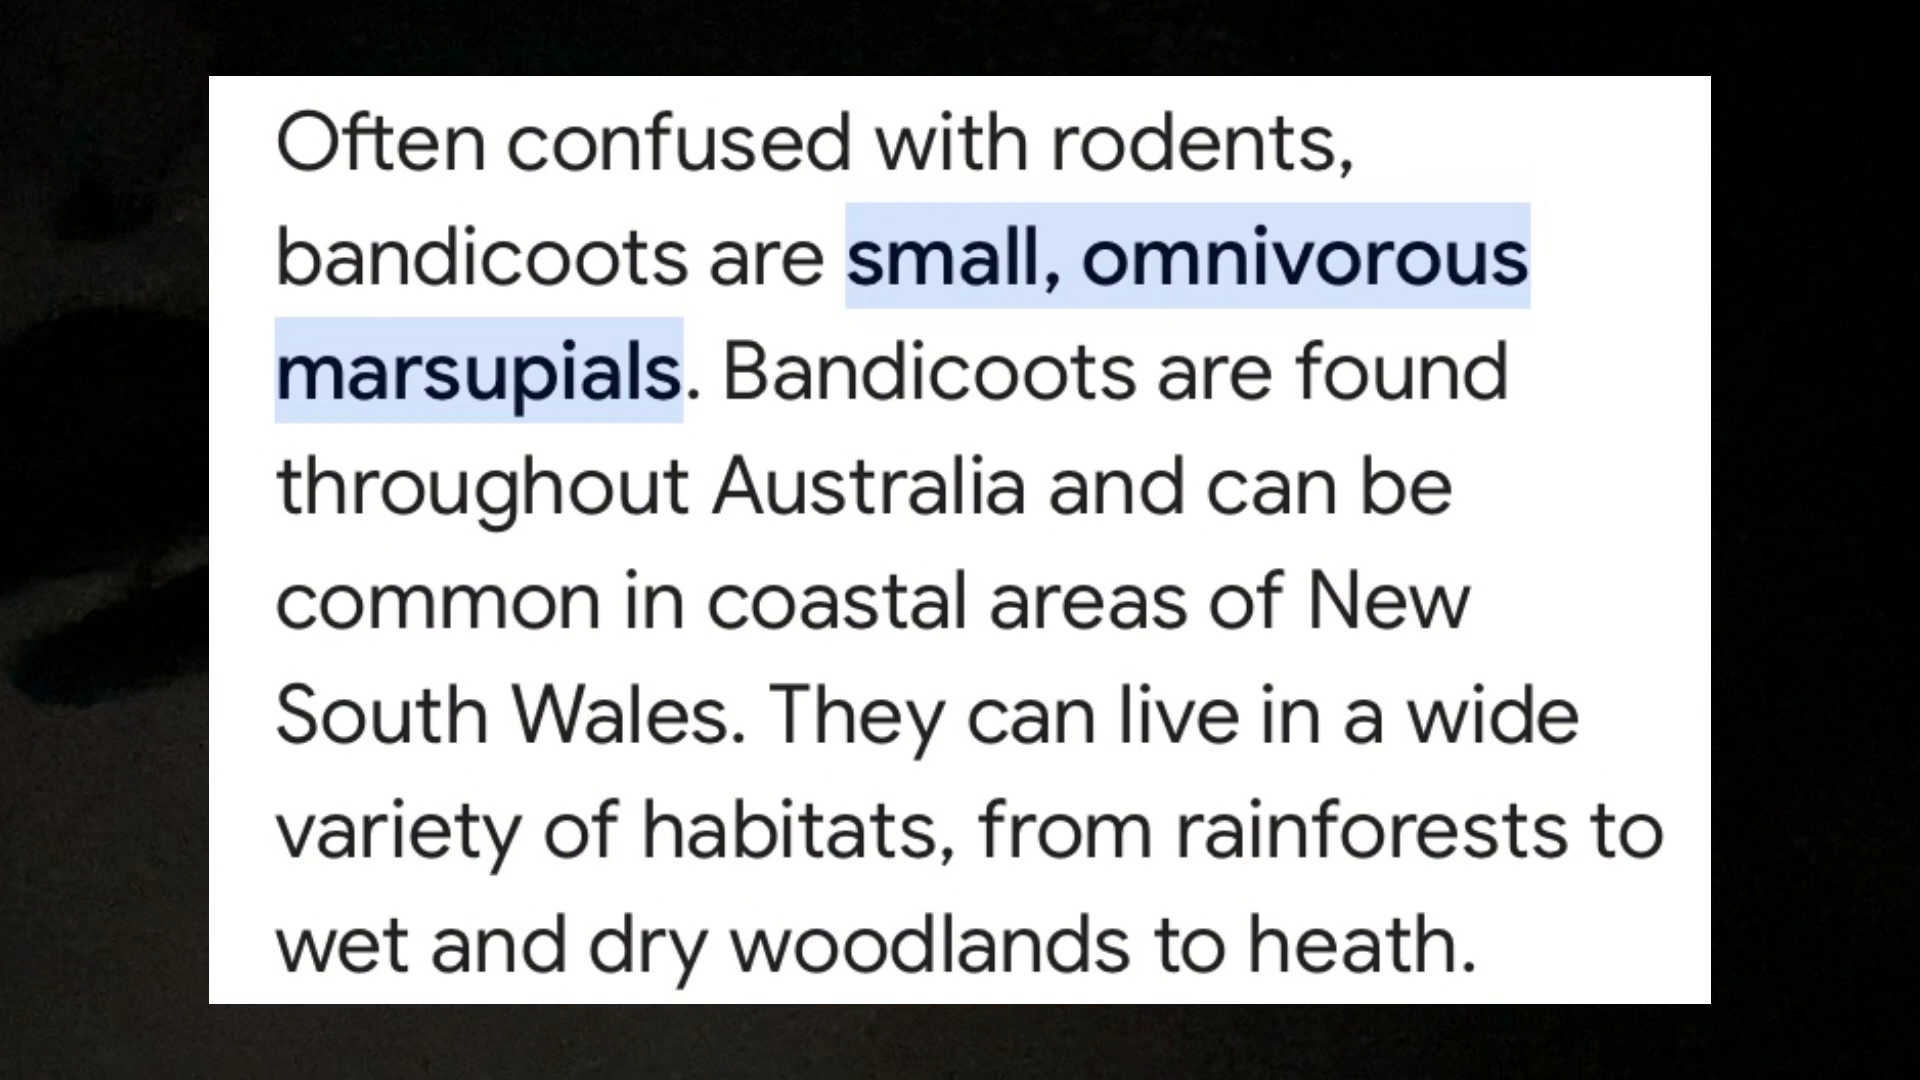 Often confused with rodents,
bandicoots are small, omnivorous
marsupials. Bandicoots are found
throughout Australia and can be
common in coastal areas of New
South Wales. They can live in a wide
variety of habitats, from rainforests to
wet and dry woodlands to heath.